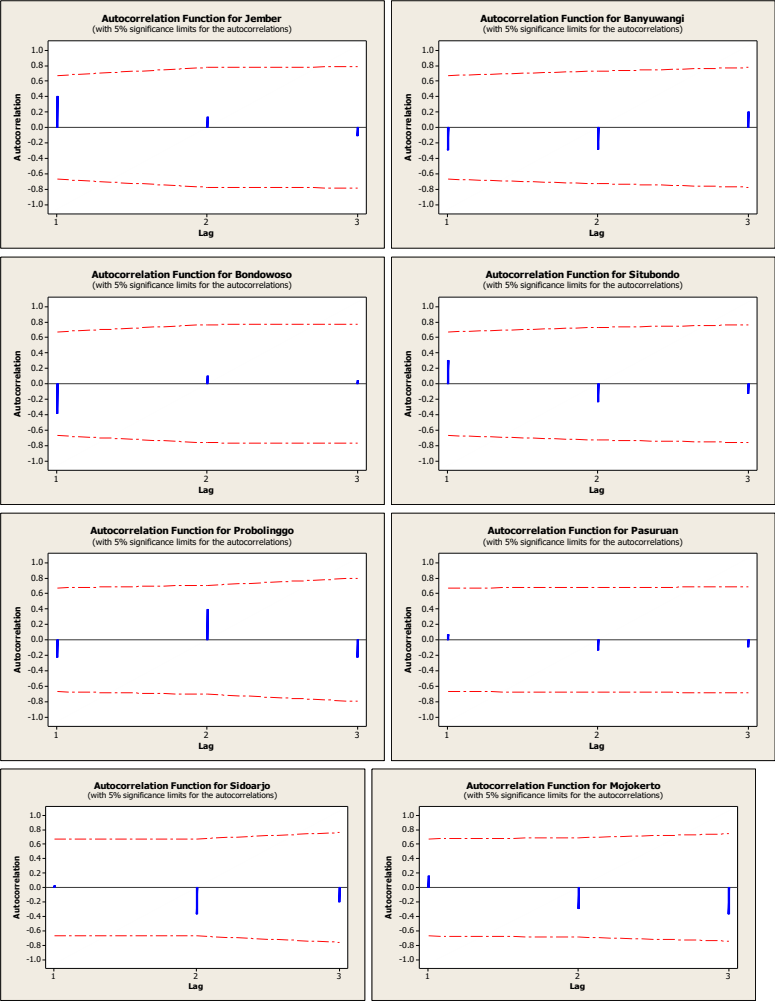 Autocorrelation Function for Jember
(with 5% significance limits for the autocorrelations)
1.0
0.8
0.6
0.4
0.2
0.0
-0.2
-0.4
-0.6
-0.8
-1.0
Autocorrelation
1 2 3
Lag
Autocorrelation Function for Banyuwangi
(with 5% significance limits for the autocorrelations)
1.0
0.8
0.6
0.4
0.2
0.0
-0.2
-0.4
-0.6
-0.8
-1.0
Autocorrelation
1 2 3
Lag
Autocorrelation Function for Bondowoso
(with 5% significance limits for the autocorrelations)
1.0
0.8
0.6
0.4
0.2
0.0
-0.2
-0.4
-0.6
-0.8
-1.0
Autocorrelation
1 2 3
Lag
Autocorrelation Function for Situbondo
(with 5% significance limits for the autocorrelations)
1.0
0.8
0.6
0.4
0.2
0.0
-0.2
-0.4
-0.6
-0.8
-1.0
Autocorrelation
1 2 3
Lag
Autocorrelation Function for Probolinggo
(with 5% significance limits for the autocorrelations)
1.0
0.8
0.6
0.4
0.2
0.0
-0.2
-0.4
-0.6
-0.8
-1.0
Autocorrelation
1 2 3
Lag
Autocorrelation Function for Pasuruan
(with 5% significance limits for the autocorrelations)
1.0
0.8
0.6
0.4
0.2
0.0
-0.2
-0.4
-0.6
-0.8
-1.0
Autocorrelation
1 2 3
Lag
Autocorrelation Function for Sidoarjo
(with 5% significance limits for the autocorrelations)
1.0
0.8
0.6
0.4
0.2
0.0
-0.2
-0.4
-0.6
-0.8
-1.0
Autocorrelation
1 2 3
Lag
Autocorrelation Function for Mojokerto
(with 5% significance limits for the autocorrelations)
1.0
0.8
0.6
0.4
0.2
0.0
-0.2
-0.4
-0.6
-0.8
-1.0
Autocorrelation
1 2 3
Lag